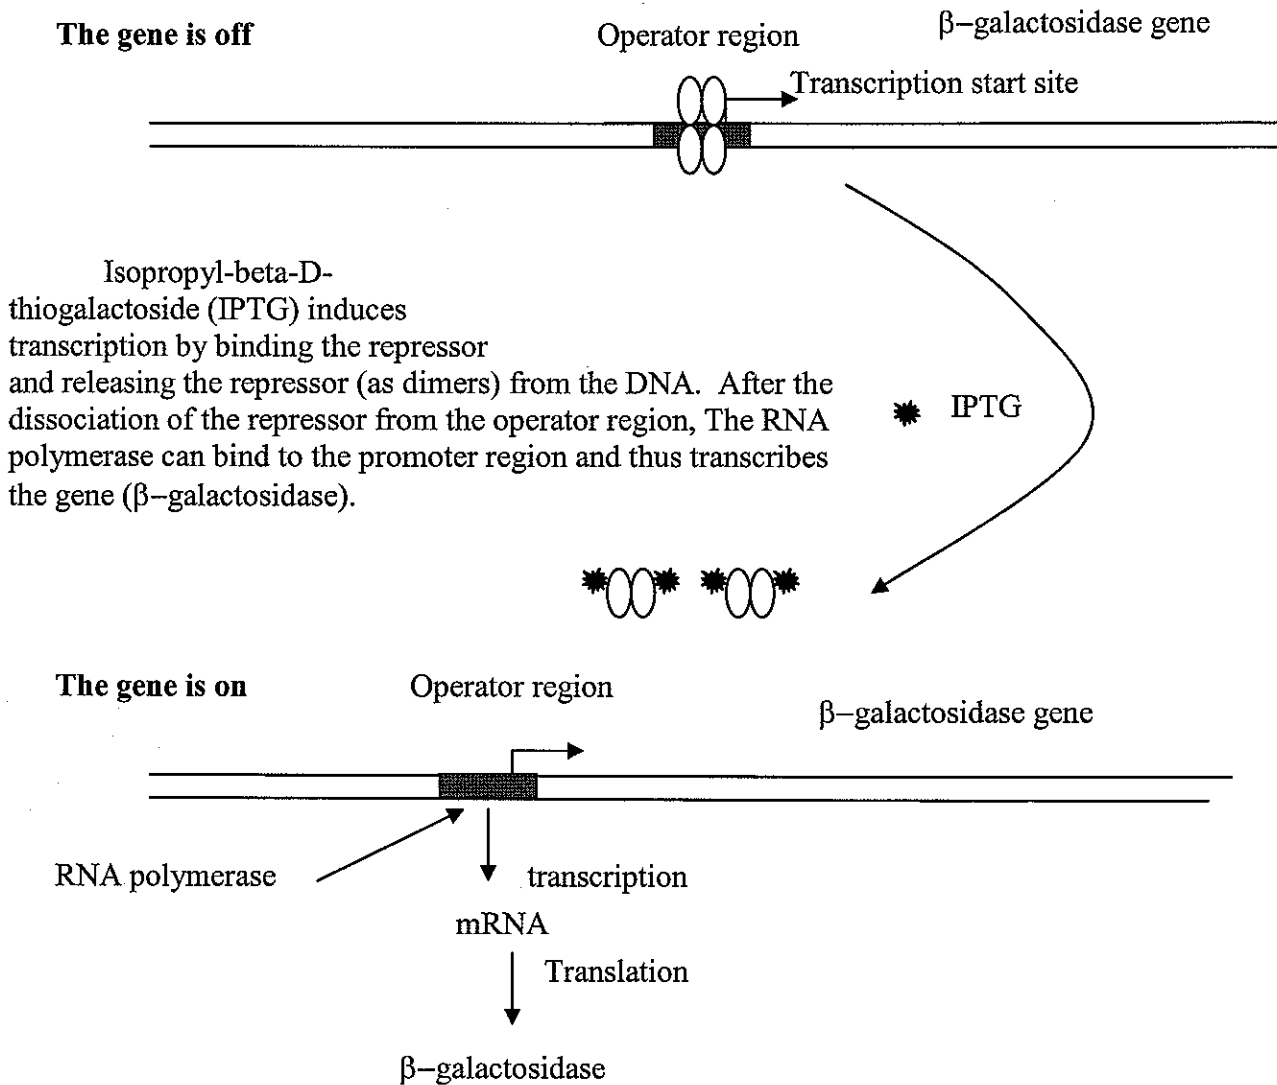 The gene is off
Operator region
β–galactosidase gene
Transcription start site
Isopropyl-beta-D-
thiogalactoside (IPTG) induces
transcription by binding the repressor
and releasing the repressor (as dimers) from the DNA. After the
dissociation of the repressor from the operator region, The RNA
polymerase can bind to the promoter region and thus transcribes
the gene (β–galactosidase).
IPTG
The gene is on
Operator region
β–galactosidase gene
RNA polymerase
transcription
mRNA
Translation
β–galactosidase